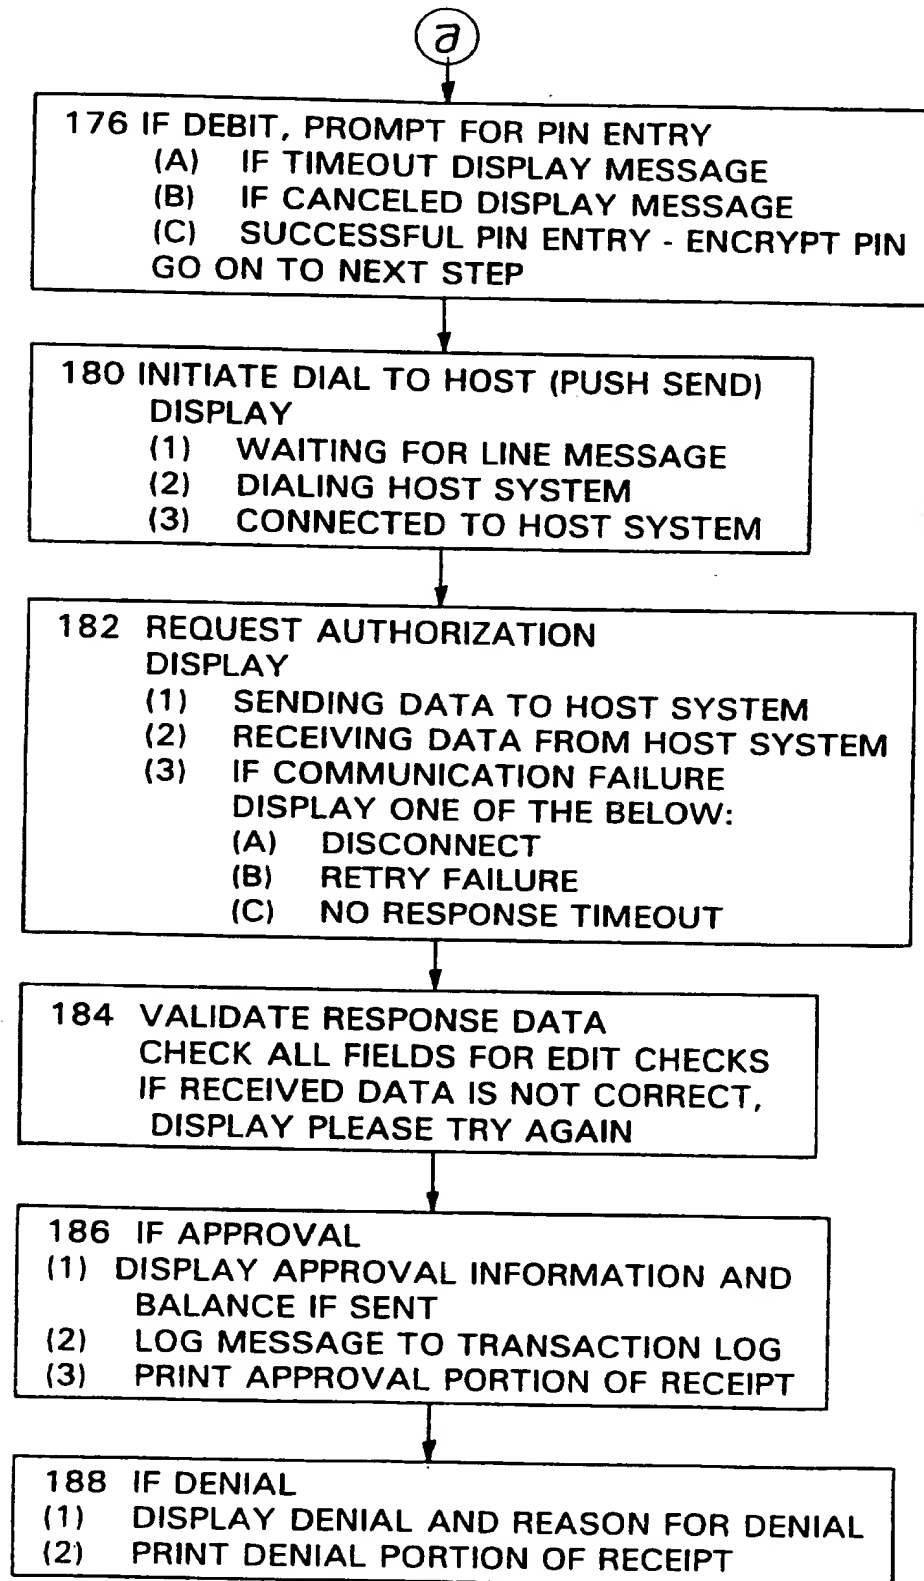 a
176 IF DEBIT, PROMPT FOR PIN ENTRY
(A) IF TIMEOUT DISPLAY MESSAGE
(B) IF CANCELED DISPLAY MESSAGE
(C) SUCCESSFUL PIN ENTRY - ENCRYPT PIN
GO ON TO NEXT STEP
180 INITIATE DIAL TO HOST (PUSH SEND)
DISPLAY
(1) WAITING FOR LINE MESSAGE
(2) DIALING HOST SYSTEM
(3) CONNECTED TO HOST SYSTEM
182 REQUEST AUTHORIZATION
DISPLAY
(1) SENDING DATA TO HOST SYSTEM
(2) RECEIVING DATA FROM HOST SYSTEM
(3) IF COMMUNICATION FAILURE
DISPLAY ONE OF THE BELOW:
(A) DISCONNECT
(B) RETRY FAILURE
(C) NO RESPONSE TIMEOUT
184 VALIDATE RESPONSE DATA
CHECK ALL FIELDS FOR EDIT CHECKS
IF RECEIVED DATA IS NOT CORRECT,
DISPLAY PLEASE TRY AGAIN
186 IF APPROVAL
(1) DISPLAY APPROVAL INFORMATION AND
BALANCE IF SENT
(2) LOG MESSAGE TO TRANSACTION LOG
(3) PRINT APPROVAL PORTION OF RECEIPT
188 IF DENIAL
(1) DISPLAY DENIAL AND REASON FOR DENIAL
(2) PRINT DENIAL PORTION OF RECEIPT